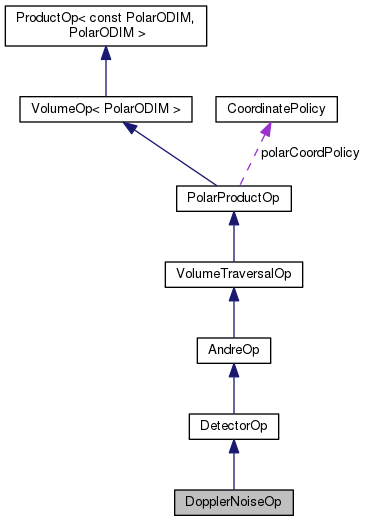 ProductOp< const PolarODIM,
PolarODIM >
VolumeOp< PolarODIM >
CoordinatePolicy
polarCoordPolicy
PolarProductOp
VolumeTraversalOp
AndreOp
DetectorOp
DopplerNoiseOp